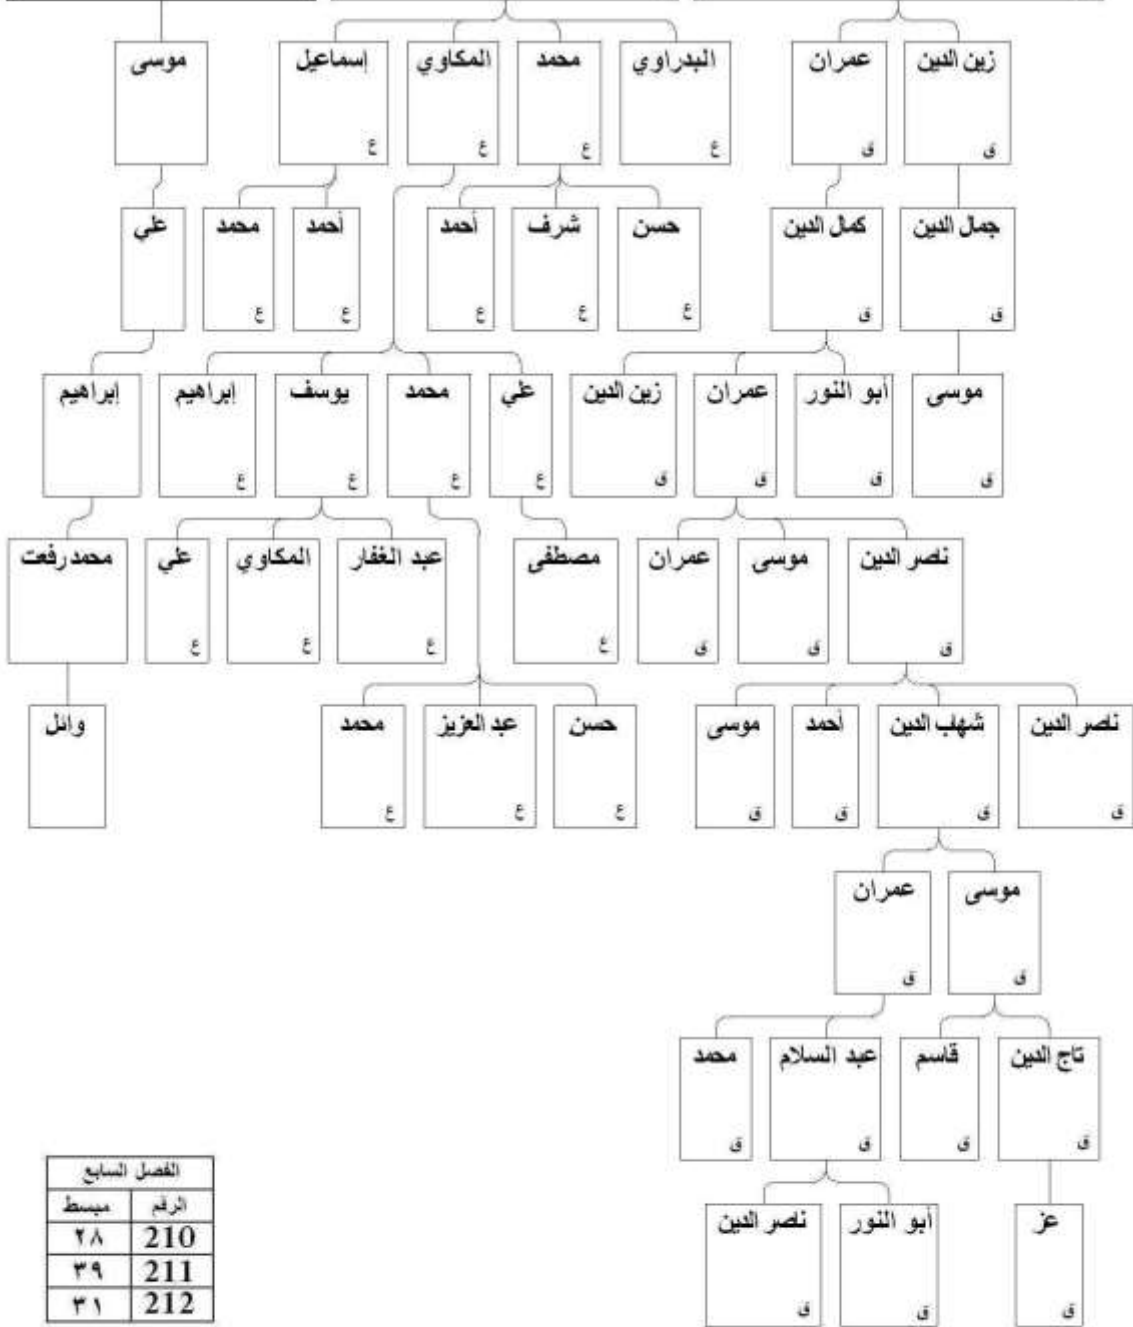 زين الدين عمران البدراوي محمد المكاوي إسماعيل موسى
ق ق ع ع ع ع
جمال الدين كمال الدين حسن شرف أحمد أحمد محمد علي
ق ق ع ع ع ع ع
موسى أبو النور عمران زين الدين علي محمد يوسف إبراهيم إبراهيم
ق ق ق ق ع ع ع ع
ناصر الدين موسى عمران مصطفى عبد الغفار المكاوي علي محمد رفعت
ق ق ق ع ع ع ع
ناصر الدين شهاب الدين أحمد موسى حسن عبد العزيز محمد وائل
ق ق ق ق ع ع ع
موسى عمران
ق ق
تاج الدين قاسم عبد السلام محمد
ق ق ق ق
عز أبو النور ناصر الدين
ق ق ق
الفصل السابع
الرقم مبسط
210 ٢٨
211 ٣٩
212 ٣١